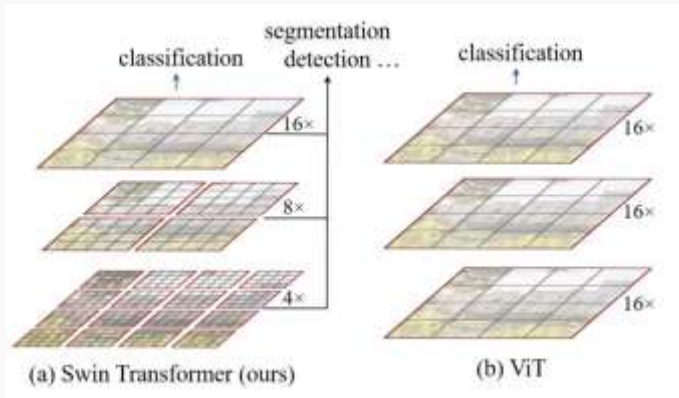 segmentation
classification
detection ...
16×
8×
4×
(a) Swin Transformer (ours)
classification
16×
16×
16×
(b) ViT